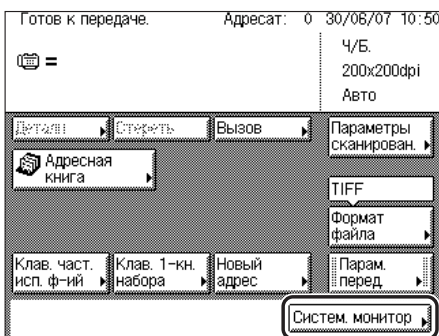 Готов к передаче. Адресат: 0 30/06/07 10:50
=
Ч/Б.
200x200dpi
Авто
Детали Стереть Вызов Параметры
сканирован.
Адресная
книга
TIFF
Формат
файла
Клав. част. Клав. 1-кн. Новый Парам.
исп. ф-ий набора адрес перед.
Систем. монитор